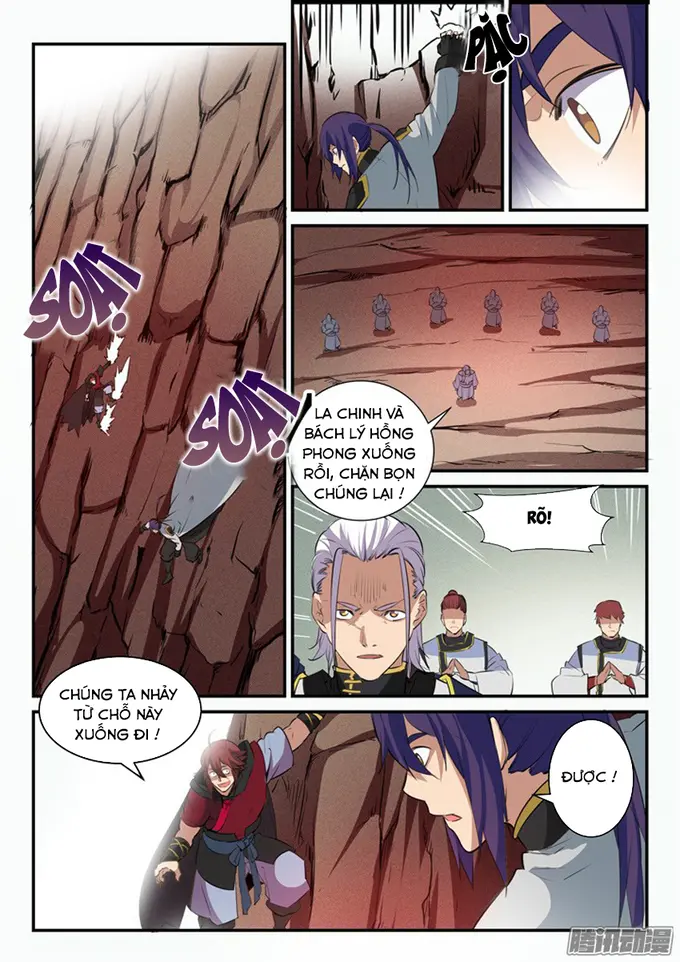 SOẠT
SOẠT
PẶC
LA CHINH VÀ
BÁCH LÝ HỒNG
PHONG XUỐNG
RỒI, CHẶN BỌN
CHÚNG LẠI !
RÕ!
CHÚNG TA NHẢY
TỪ CHỖ NÀY
XUỐNG ĐI !
ĐƯỢC !
腾讯动漫